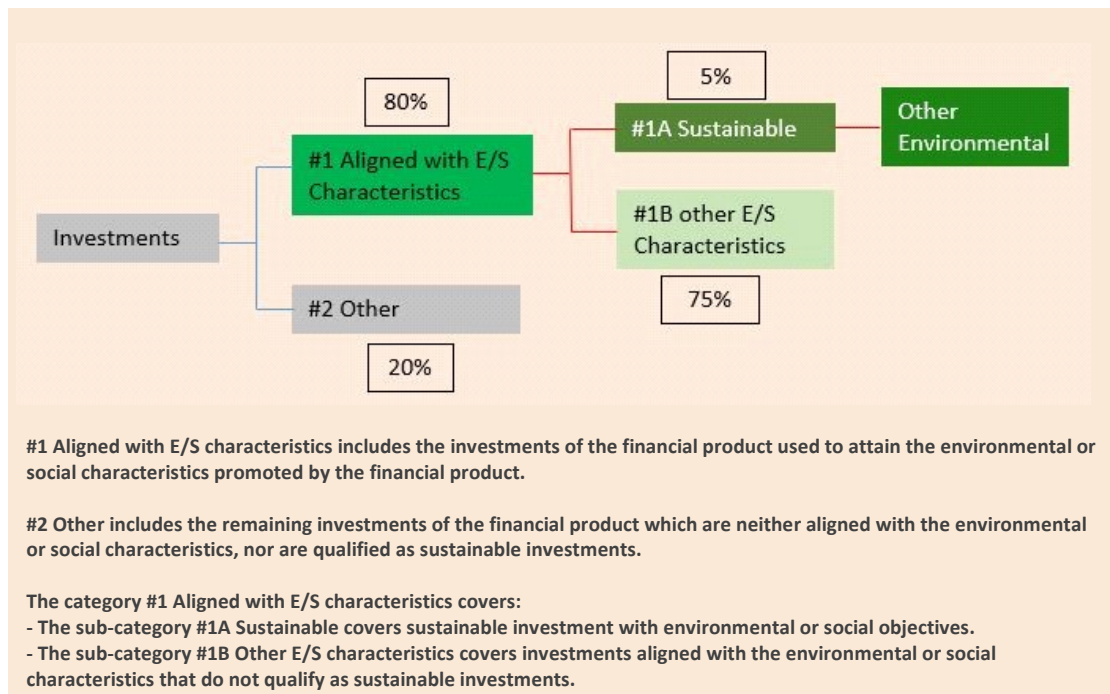 5%
80%
Other
Environmental
#1A Sustainable
#1 Aligned with E/S
Characteristics
#1B other E/S
Characteristics
Investments
75%
#2 Other
20%
#1 Aligned with E/S characteristics includes the investments of the financial product used to attain the environmental or
social characteristics promoted by the financial product.
#2 Other includes the remaining investments of the financial product which are neither aligned with the environmental
or social characteristics, nor are qualified as sustainable investments.
The category #1 Aligned with E/S characteristics covers:
- The sub-category #1A Sustainable covers sustainable investment with environmental or social objectives.
- The sub-category #1B Other E/S characteristics covers investments aligned with the environmental or social
characteristics that do not qualify as sustainable investments.